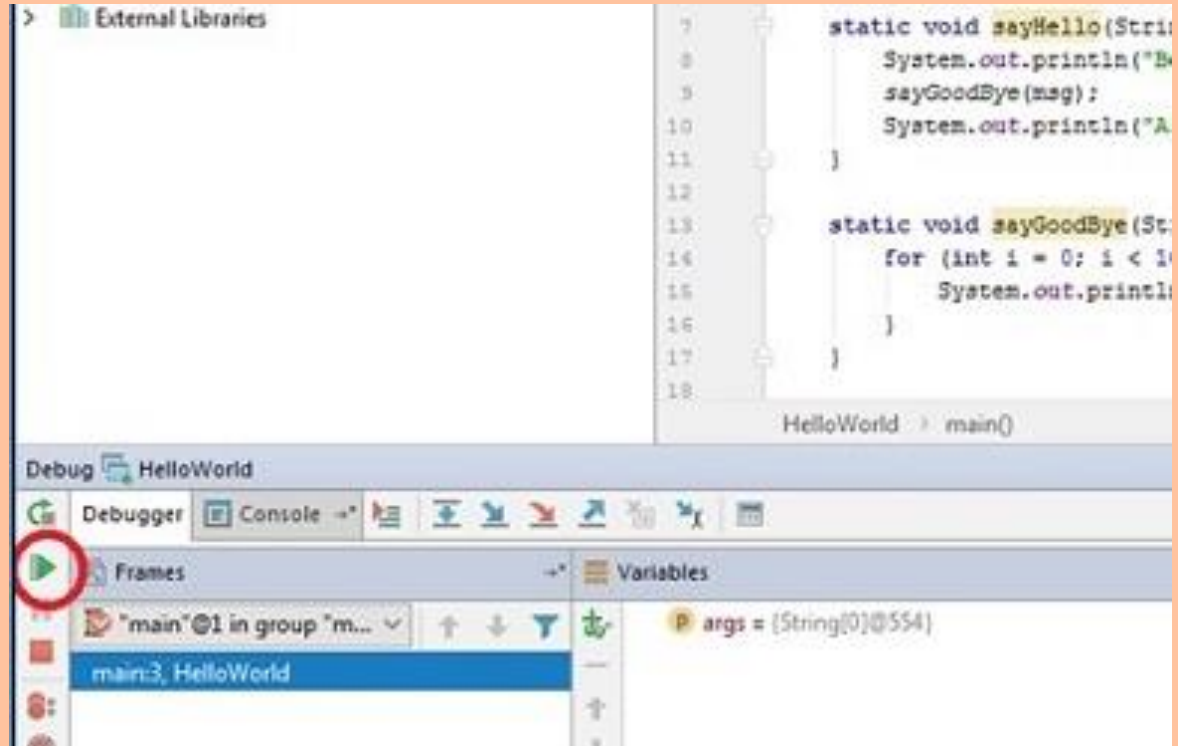 > External Libraries
7 static void sayHello(Stri
8 System.out.println("B
9 sayGoodBye(msg);
10 System.out.println("A
11 }
12
13 static void sayGoodBye(St
14 for (int i = 0; i < 1
15 System.out.printl
16 }
17 }
18
HelloWorld > main()
Debug HelloWorld
Debugger Console
Frames Variables
"main"@1 in group "m... args = {String[0]@554}
main:3, HelloWorld